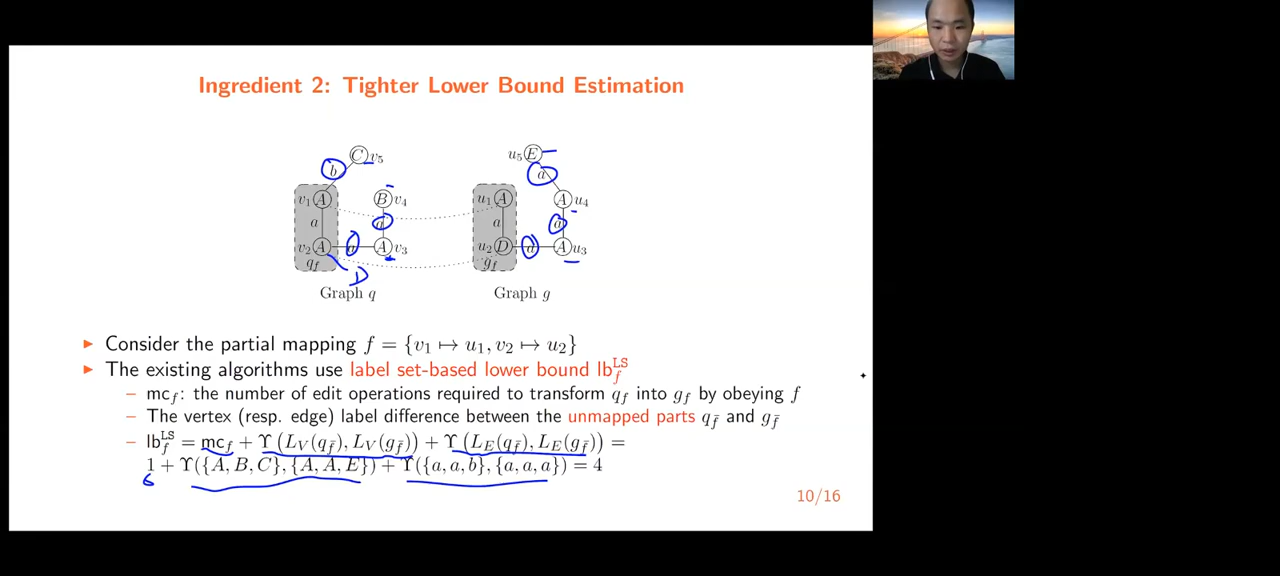 Ingredient 2: Tighter Lower Bound Estimation
C v5 u5 E
b a
v1 A B v4 u1 A A u4
a a a a
v2 A a A v3 u2 D a A u3
qf D gf
Graph q Graph g
Consider the partial mapping f = {v1 ↦ u1, v2 ↦ u2}
The existing algorithms use label set-based lower bound lb_f^LS
– mc_f: the number of edit operations required to transform q_f into g_f by obeying f
– The vertex (resp. edge) label difference between the unmapped parts q_f̄ and g_f̄
– lb_f^LS = mc_f + Υ(L_V(q_f̄), L_V(g_f̄)) + Υ(L_E(q_f̄), L_E(g_f̄)) =
1 + Υ({A, B, C}, {A, A, E}) + Υ({a, a, b}, {a, a, a}) = 4
10/16